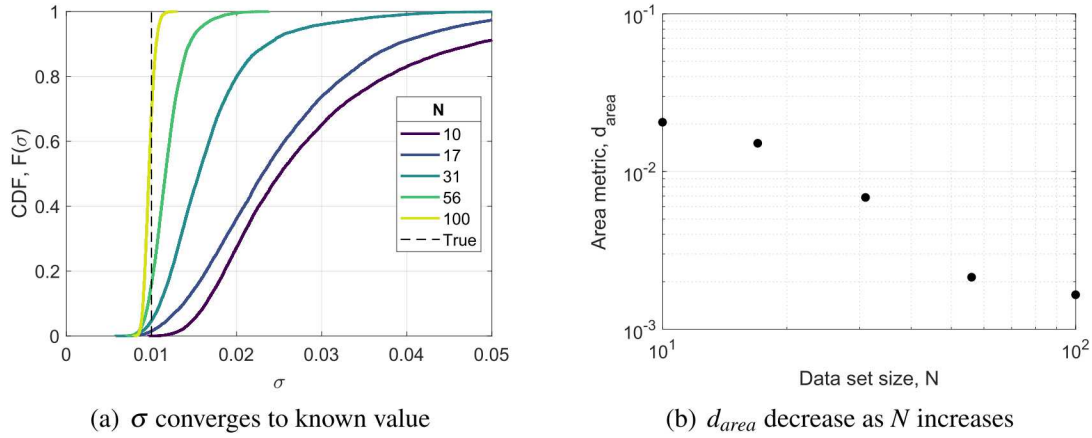 CDF, F(σ)
1
0.8
0.6
0.4
0.2
0
0
0.01
0.02
0.03
0.04
0.05
σ
N
10
17
31
56
100
True
(a) σ converges to known value
Area metric, d_area
10^-1
10^-2
10^-3
10^1
10^2
Data set size, N
(b) d_area decrease as N increases